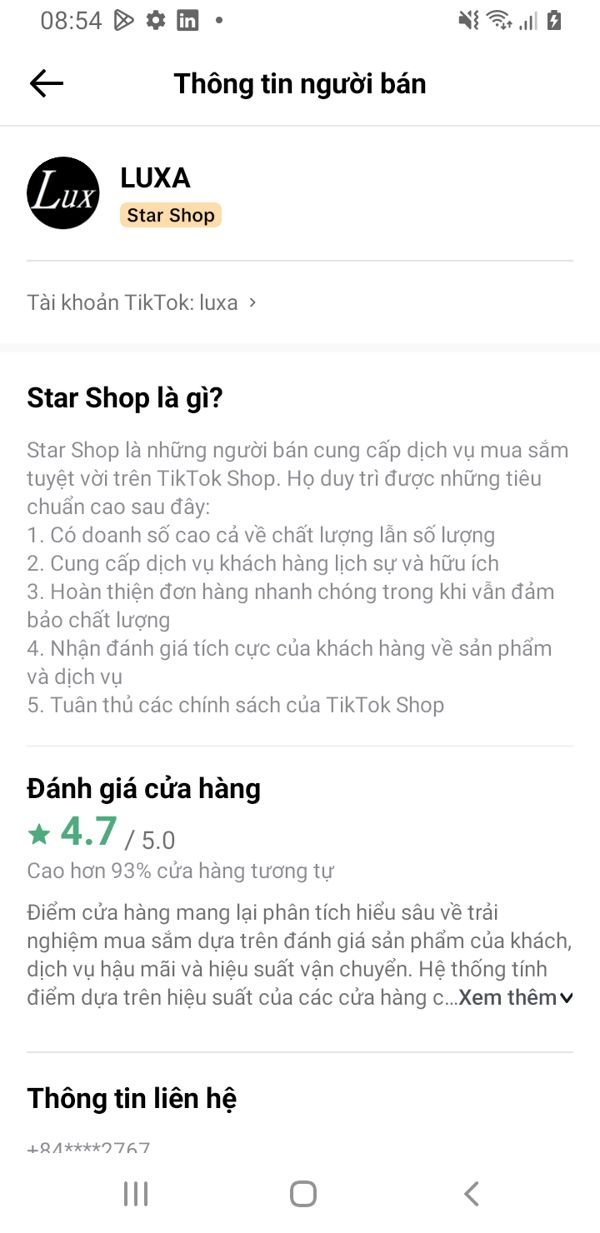 08:54
Thông tin người bán
Lux
LUXA
Star Shop
Tài khoản TikTok: luxa
Star Shop là gì?
Star Shop là những người bán cung cấp dịch vụ mua sắm
tuyệt vời trên TikTok Shop. Họ duy trì được những tiêu
chuẩn cao sau đây:
1. Có doanh số cao cả về chất lượng lẫn số lượng
2. Cung cấp dịch vụ khách hàng lịch sự và hữu ích
3. Hoàn thiện đơn hàng nhanh chóng trong khi vẫn đảm
bảo chất lượng
4. Nhận đánh giá tích cực của khách hàng về sản phẩm
và dịch vụ
5. Tuân thủ các chính sách của TikTok Shop
Đánh giá cửa hàng
4.7 / 5.0
Cao hơn 93% cửa hàng tương tự
Điểm cửa hàng mang lại phân tích hiểu sâu về trải
nghiệm mua sắm dựa trên đánh giá sản phẩm của khách,
dịch vụ hậu mãi và hiệu suất vận chuyển. Hệ thống tính
điểm dựa trên hiệu suất của các cửa hàng c...Xem thêm
Thông tin liên hệ
+84****2767